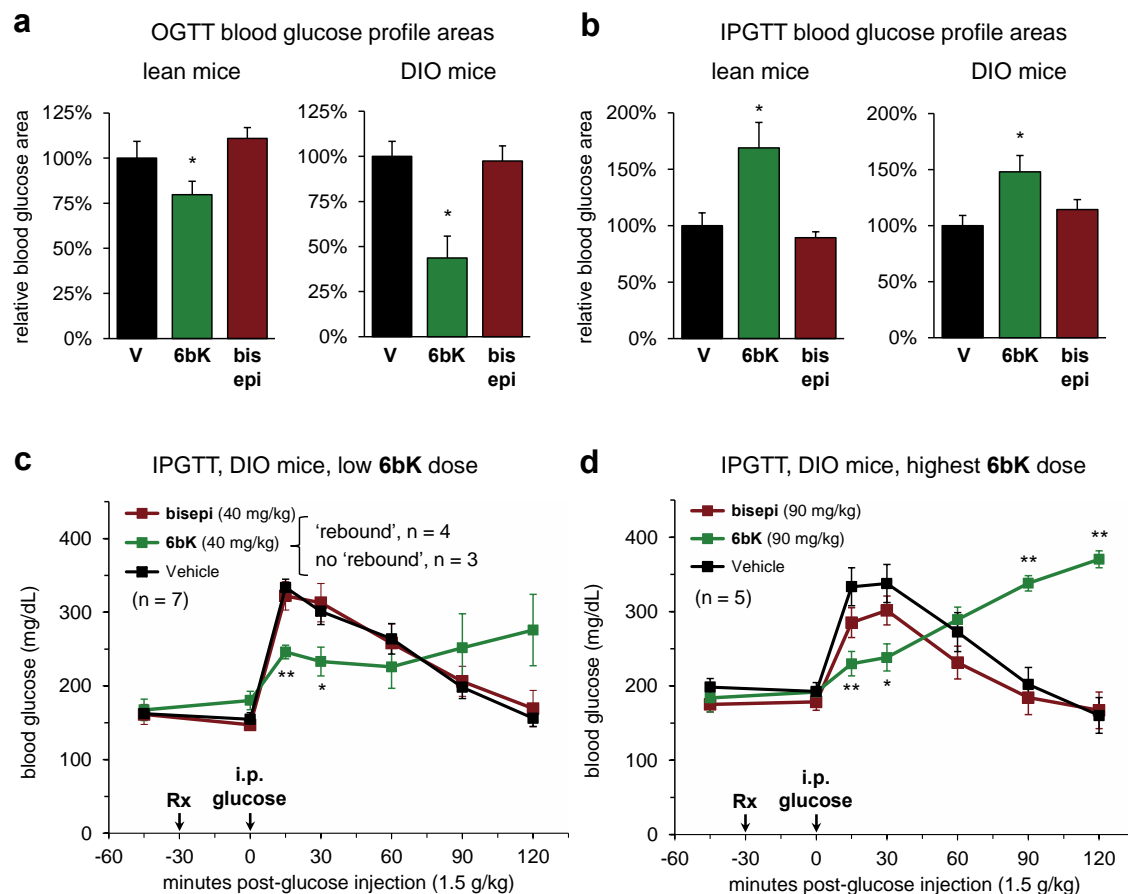 a
OGTT blood glucose profile areas
lean mice
DIO mice
relative blood glucose area
125%
100%
75%
50%
25%
0%
V
6bK
bis
epi
*
125%
100%
75%
50%
25%
0%
V
6bK
bis
epi
*
b
IPGTT blood glucose profile areas
lean mice
DIO mice
relative blood glucose area
200%
150%
100%
50%
0%
V
6bK
bis
epi
*
200%
150%
100%
50%
0%
V
6bK
bis
epi
*
c
IPGTT, DIO mice, low 6bK dose
bisepi (40 mg/kg)
6bK (40 mg/kg)
Vehicle
(n = 7)
‘rebound’, n = 4
no ‘rebound’, n = 3
blood glucose (mg/dL)
400
300
200
100
0
**
*
Rx
i.p.
glucose
-60
-30
0
30
60
90
120
minutes post-glucose injection (1.5 g/kg)
d
IPGTT, DIO mice, highest 6bK dose
bisepi (90 mg/kg)
6bK (90 mg/kg)
Vehicle
(n = 5)
blood glucose (mg/dL)
400
300
200
100
0
**
*
**
**
Rx
i.p.
glucose
-60
-30
0
30
60
90
120
minutes post-glucose injection (1.5 g/kg)